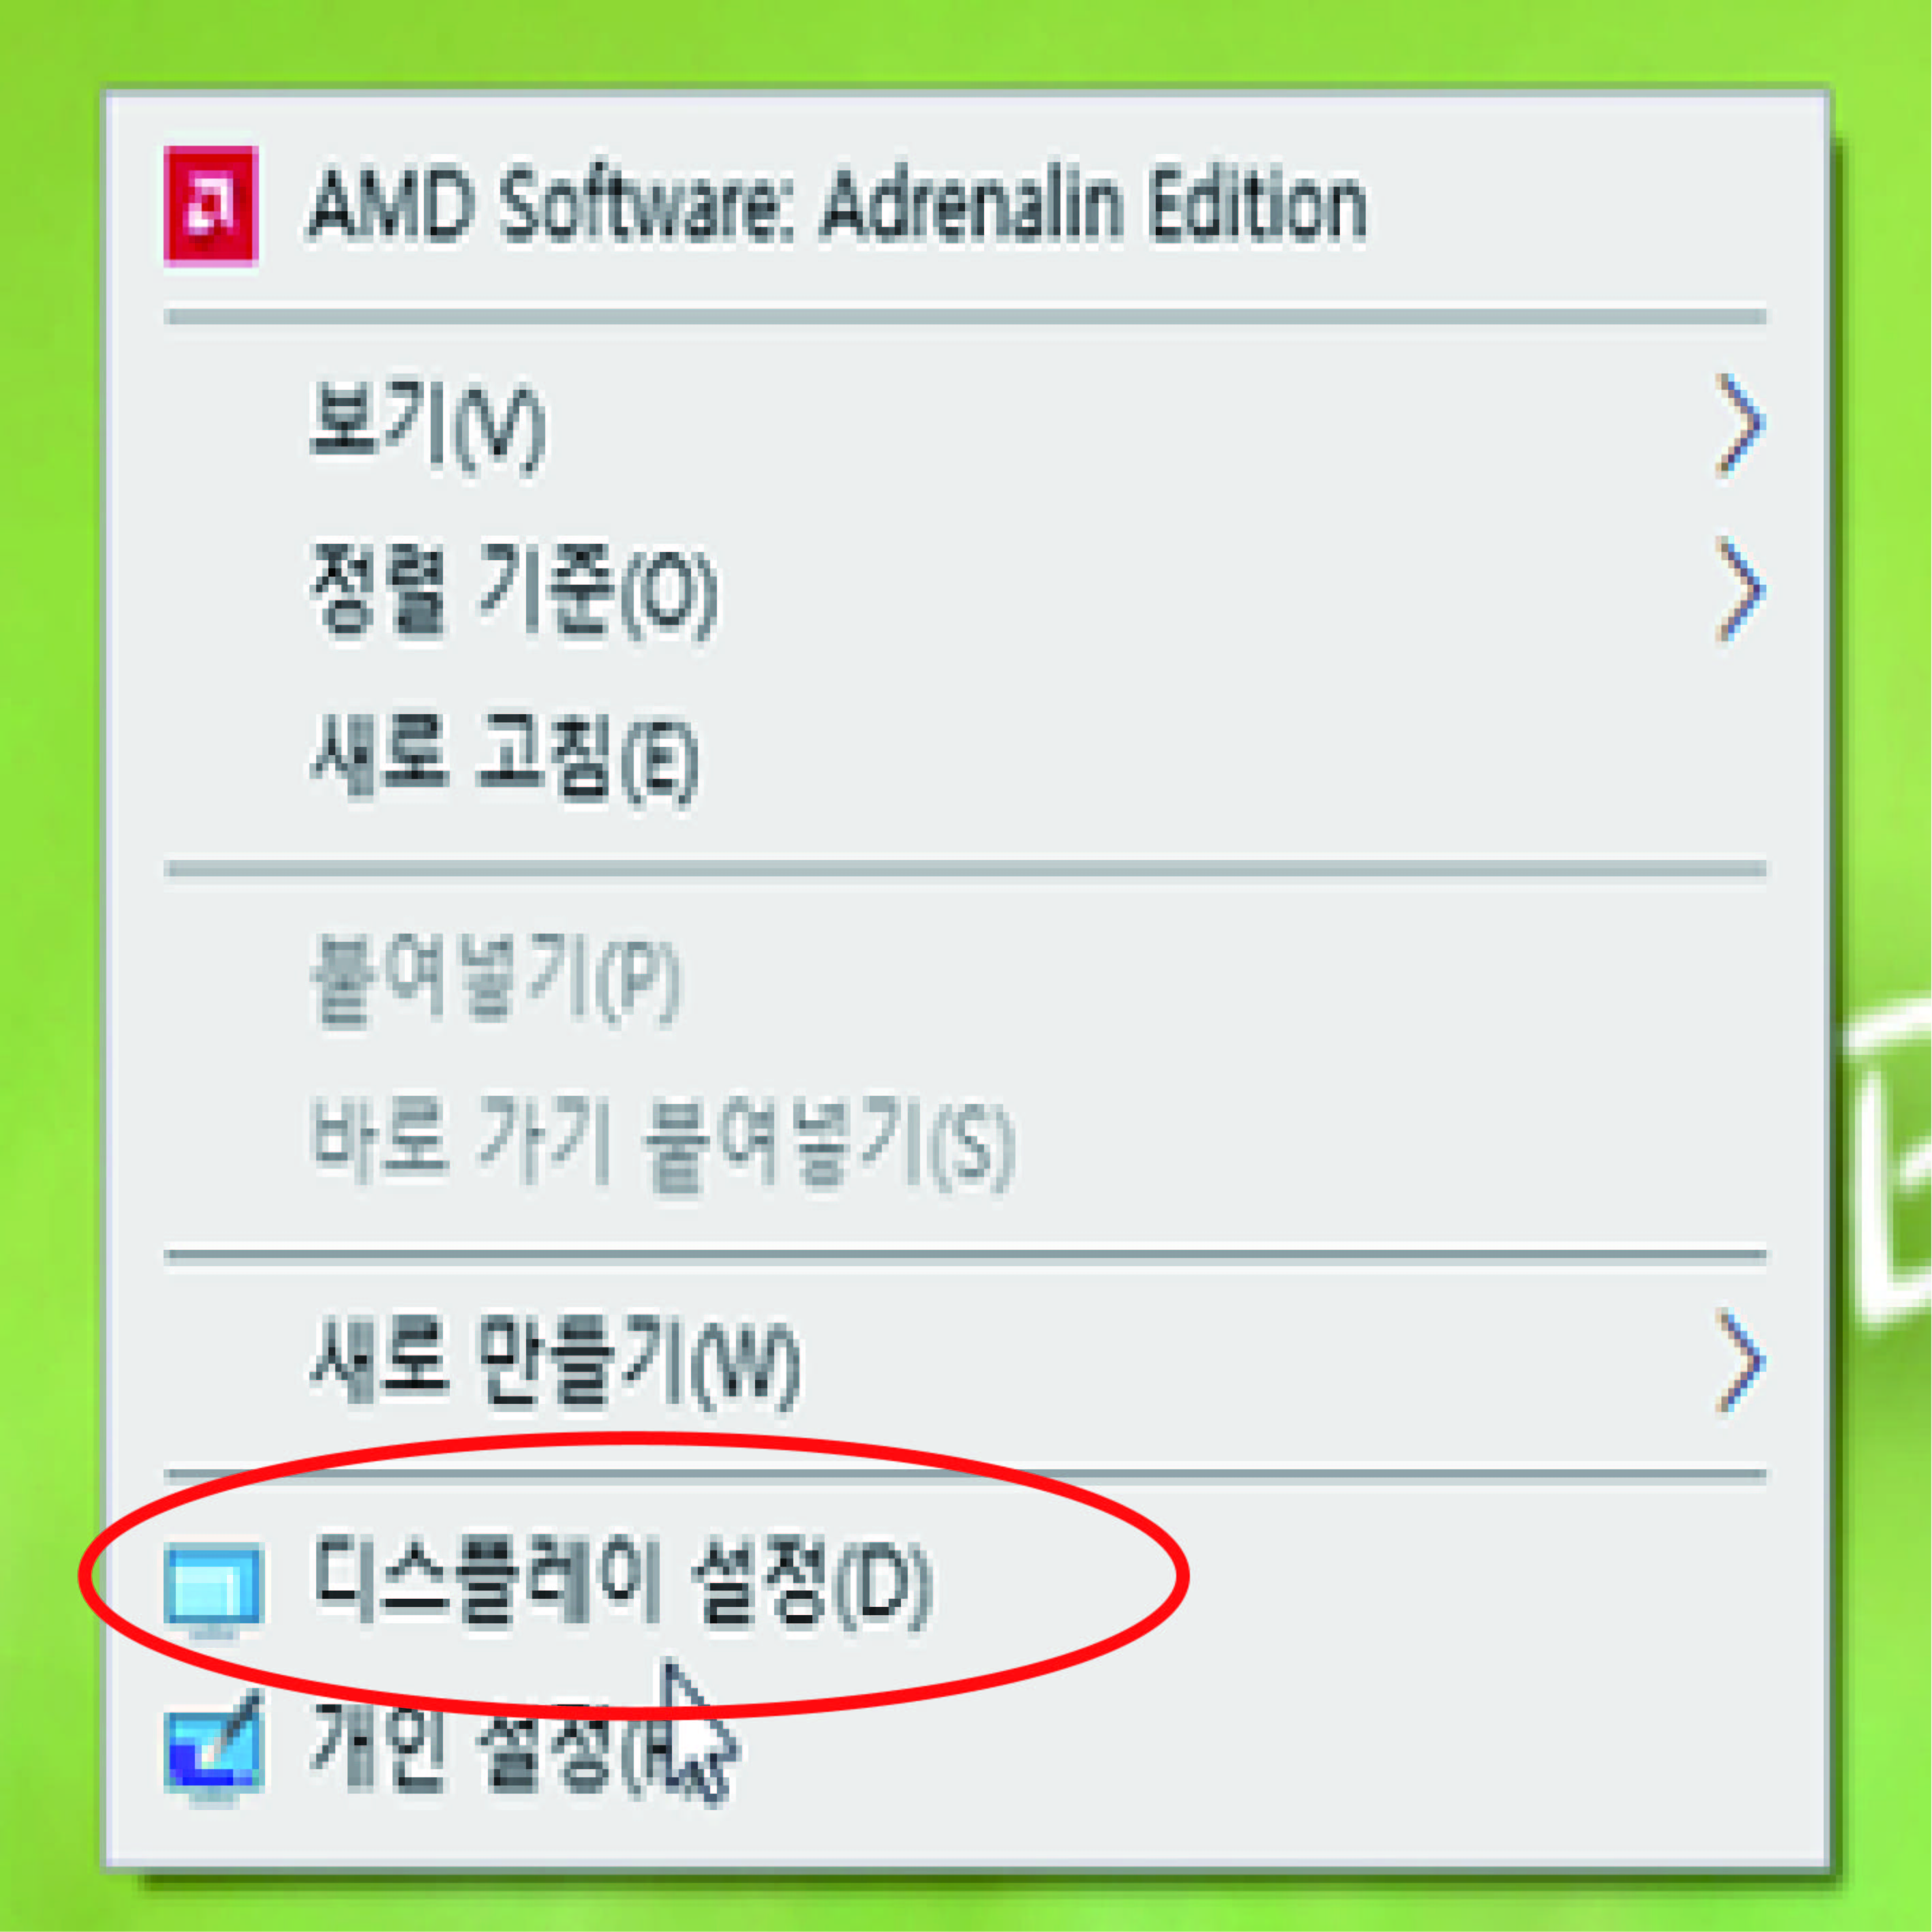 AMD Software: Adrenalin Edition
보기(V)
정렬 기준(O)
새로 고침(E)
붙여넣기(P)
바로 가기 붙여넣기(S)
새로 만들기(W)
디스플레이 설정(D)
개인 설정